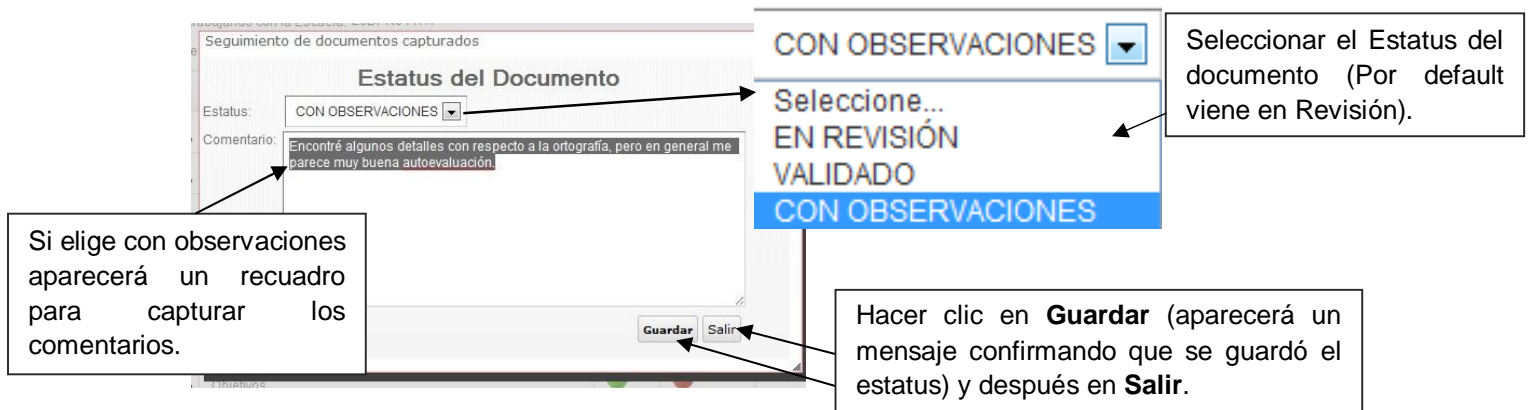 Seguimiento de documentos capturados
Estatus del Documento
Estatus:
CON OBSERVACIONES
Comentario:
Encontré algunos detalles con respecto a la ortografía, pero en general me
parece muy buena autoevaluación.
Guardar
Salir
Objetivos
CON OBSERVACIONES
Seleccione...
EN REVISIÓN
VALIDADO
CON OBSERVACIONES
Seleccionar el Estatus del
documento (Por default
viene en Revisión).
Si elige con observaciones
aparecerá un recuadro
para capturar los
comentarios.
Hacer clic en Guardar (aparecerá un
mensaje confirmando que se guardó el
estatus) y después en Salir.